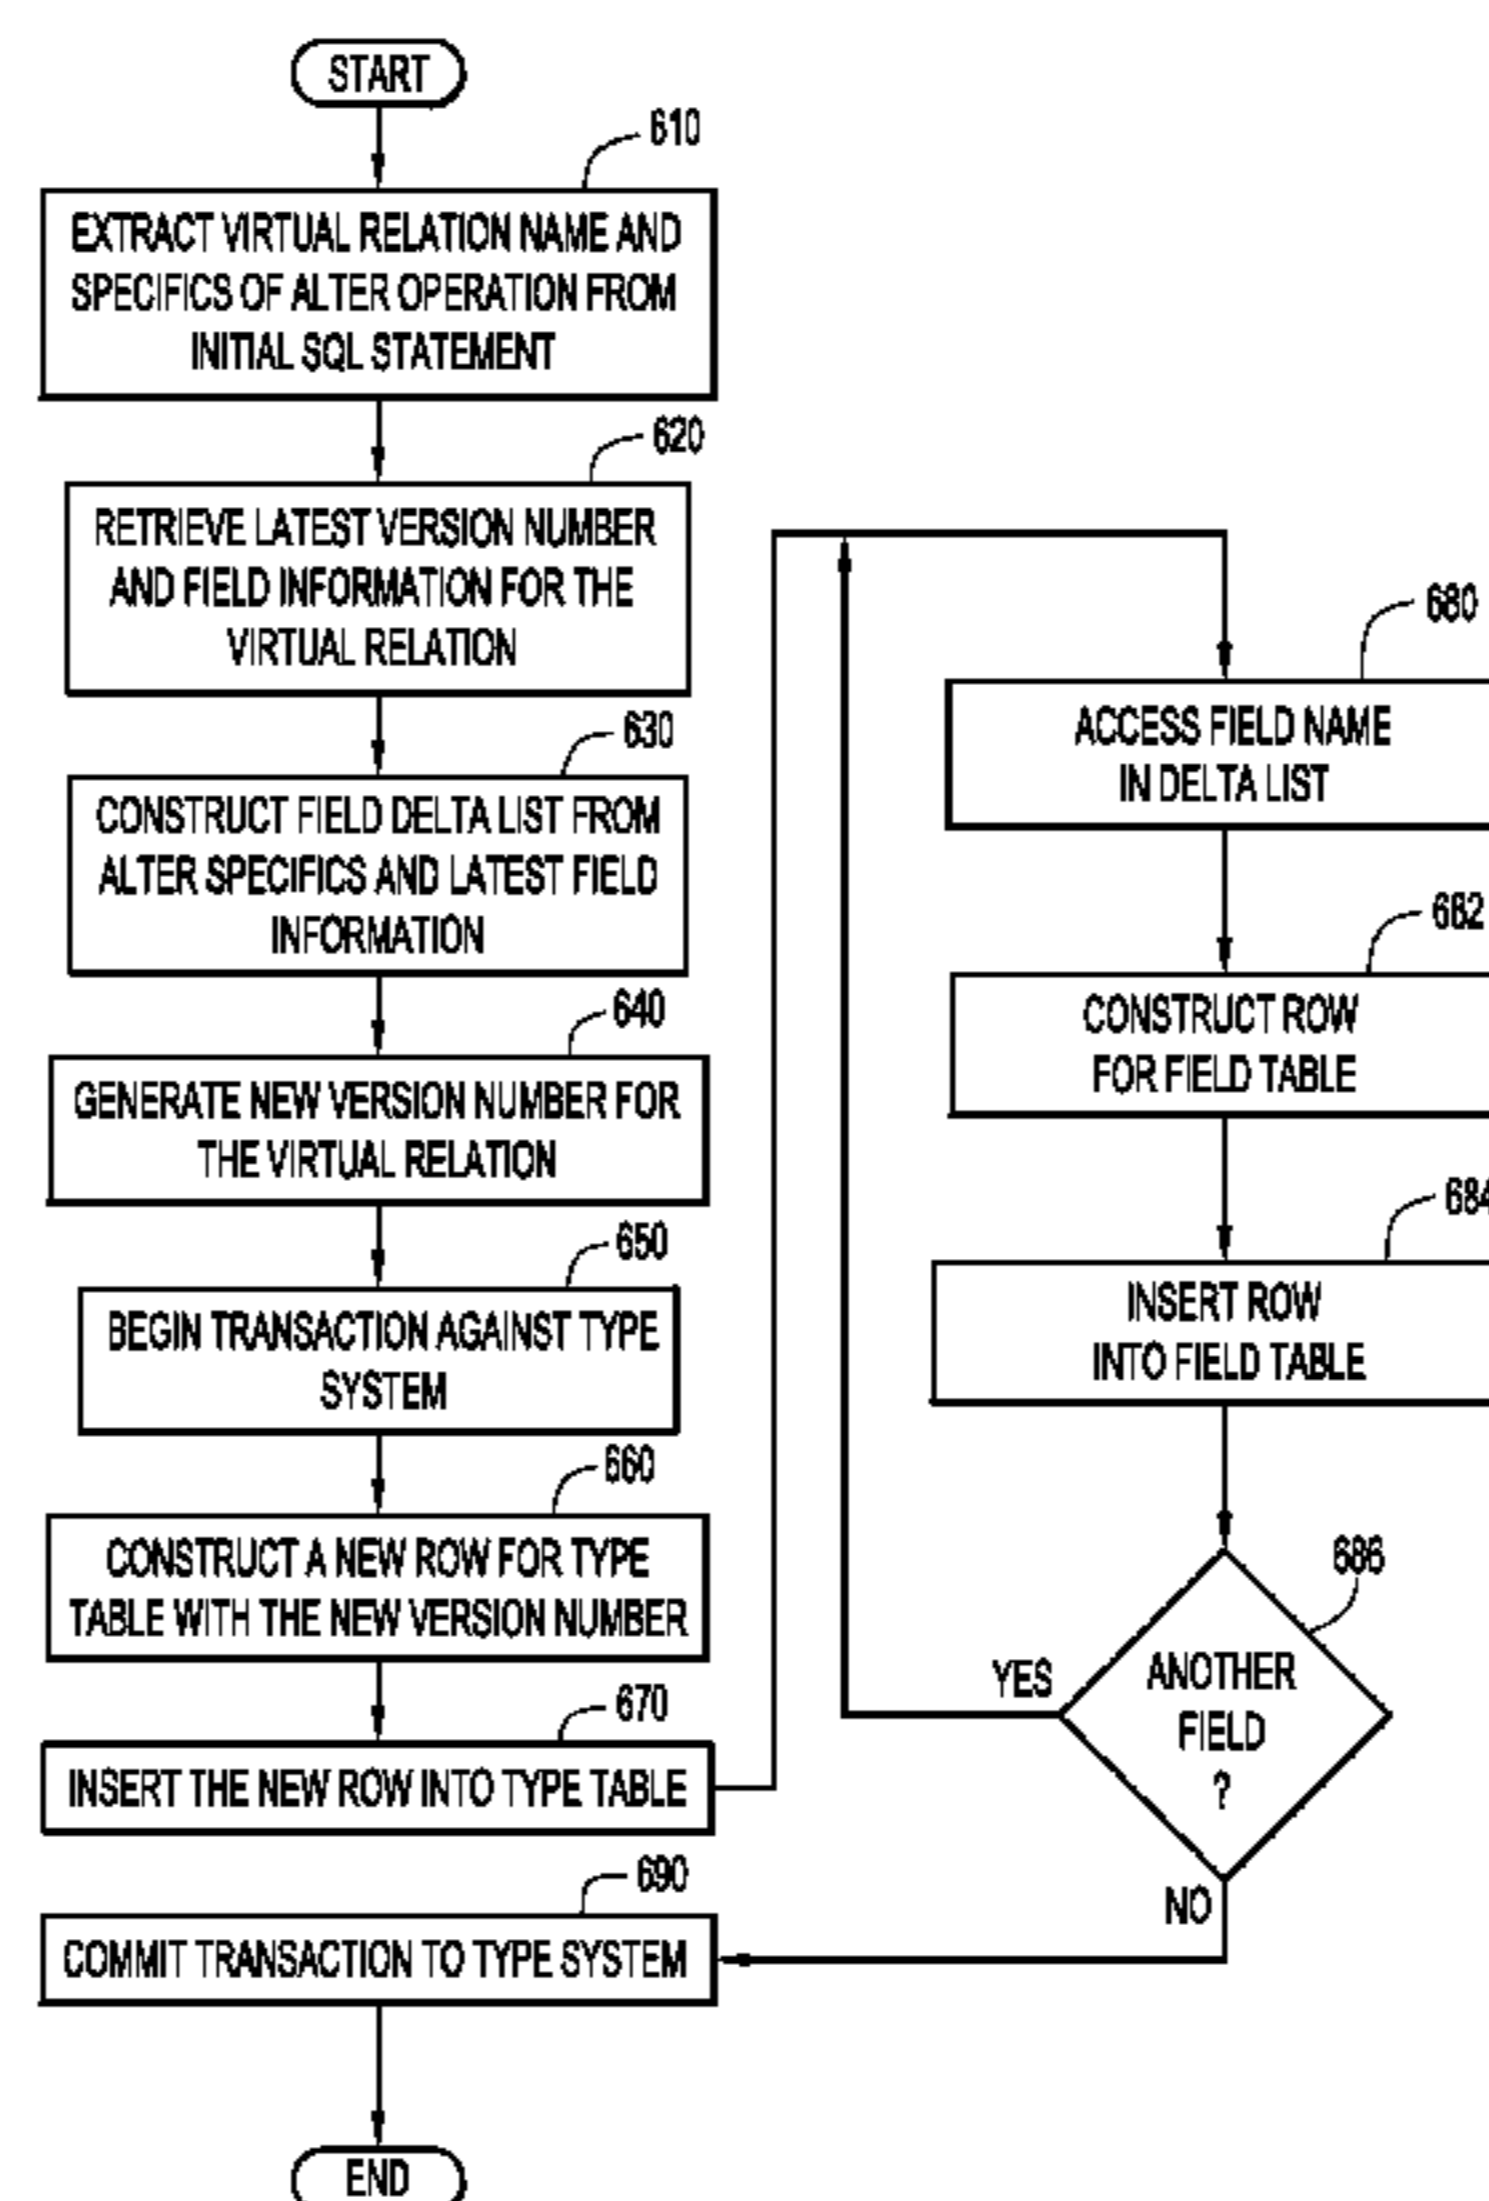 START
610
EXTRACT VIRTUAL RELATION NAME AND
SPECIFICS OF ALTER OPERATION FROM
INITIAL SQL STATEMENT
620
RETRIEVE LATEST VERSION NUMBER
AND FIELD INFORMATION FOR THE
VIRTUAL RELATION
630
CONSTRUCT FIELD DELTA LIST FROM
ALTER SPECIFICS AND LATEST FIELD
INFORMATION
640
GENERATE NEW VERSION NUMBER FOR
THE VIRTUAL RELATION
650
BEGIN TRANSACTION AGAINST TYPE
SYSTEM
660
CONSTRUCT A NEW ROW FOR TYPE
TABLE WITH THE NEW VERSION NUMBER
670
INSERT THE NEW ROW INTO TYPE TABLE
680
ACCESS FIELD NAME
IN DELTA LIST
682
CONSTRUCT ROW
FOR FIELD TABLE
684
INSERT ROW
INTO FIELD TABLE
686
ANOTHER
FIELD
?
YES
NO
690
COMMIT TRANSACTION TO TYPE SYSTEM
END